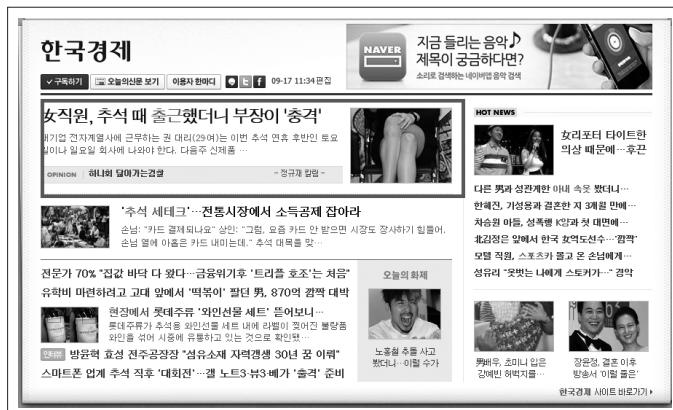 한국경제
NAVER
지금 들리는 음악♪
제목이 궁금하다면?
소리로 검색하는 네이버앱 음악 검색
구독하기
오늘의신문 보기
이용자 한마디
09-17 11:34 편집
女직원, 추석 때 출근했더니 부장이 '충격'
대기업 전자계열사에 근무하는 권 대리(29·여)는 이번 추석 연휴 후반인 토요
일이나 일요일 회사에 나와야 한다. 다음주 신제품 …
OPINION
하나회 닮아가는검찰
- 정규재 칼럼 -
'추석 세테크'…전통시장에서 소득공제 잡아라
손님: "카드 결제되나요" 상인: "그럼, 요즘 카드 안 받으면 시장도 장사하기 힘들어.
손님 열에 아홉은 카드 내미는데." 추석 대목을 맞…
전문가 70% "집값 바닥 다 왔다…금융위기후 '트리플 호조'는 처음"
유학비 마련하려고 고대 앞에서 '떡볶이' 팔던 男, 870억 깜짝 대박
현장에서 롯데주류 '와인선물 세트' 뜯어보니…
롯데주류가 추석용 와인선물 세트 내에 라벨이 찢어진 불량품
와인을 섞어 시중에 유통하고 있는 것으로 확인됐…
인터뷰
방윤혁 효성 전주공장장 "섬유소재 자력갱생 30년 꿈 이뤄"
스마트폰 업계 추석 직후 '대회전'…갤 노트3·뷰3·베가 '출격' 준비
오늘의 화제
노홍철 추돌 사고
봤더니…이럴 수가
HOT NEWS
女리포터 타이트한
의상 때문에…후끈
다른 男과 성관계한 아내 속옷 봤더니…
한혜진, 기성용과 결혼한 지 3개월 만에…
차승원 아들, 성폭행 K양과 첫 대면에…
北김정은 앞에서 한국 女역도선수…'깜짝'
모델 직원, 스포츠카 몰고 온 손님에게…
성유리 "옷벗는 나에게 스토커가…" 경악
男배우, 초미니 입은
강예빈 허벅지를…
장윤정, 결혼 이후
방송서 '이럴 줄은'
한국경제 사이트 바로가기